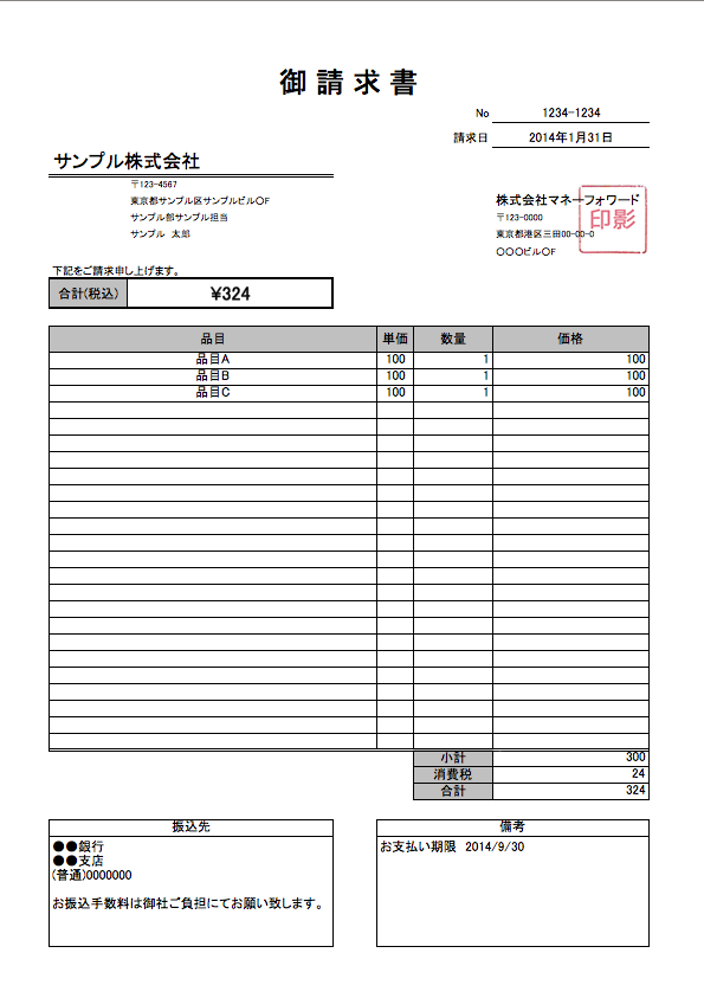 御請求書
No 1234-1234
請求日 2014年1月31日
サンプル株式会社
〒123-4567
東京都サンプル区サンプルビル〇F
サンプル部サンプル担当
サンプル 太郎
株式会社マネーフォワード
印影
〒123-0000
東京都港区三田00-00-0
〇〇〇ビル〇F
下記をご請求申し上げます。
合計(税込) ¥324
品目 単価 数量 価格
品目A 100 1 100
品目B 100 1 100
品目C 100 1 100
小計 300
消費税 24
合計 324
振込先
●●銀行
●●支店
(普通)0000000
お振込手数料は御社ご負担にてお願い致します。
備考
お支払い期限 2014/9/30